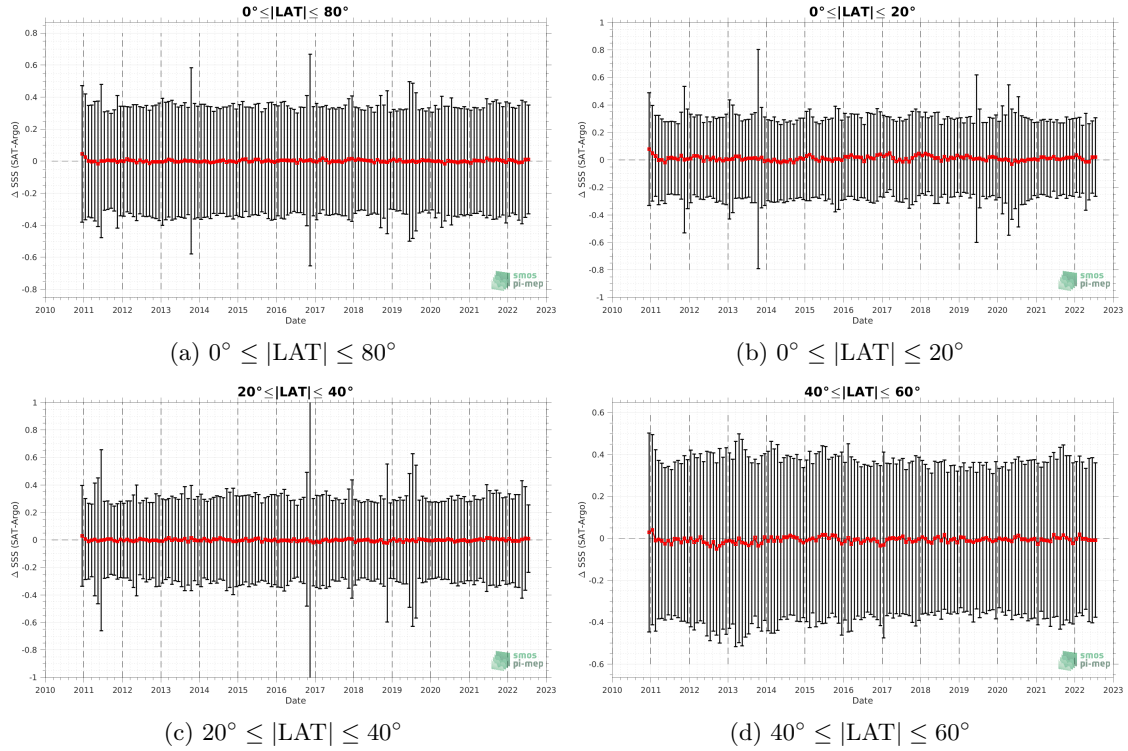 0°≤|LAT|≤ 80°
0.8
0.6
0.4
0.2
0
-0.2
-0.4
-0.6
-0.8
Δ SSS (SAT-Argo)
smos
pi-mep
2010 2011 2012 2013 2014 2015 2016 2017 2018 2019 2020 2021 2022 2023
Date
(a) 0° ≤ |LAT| ≤ 80°
0°≤|LAT|≤ 20°
1
0.8
0.6
0.4
0.2
0
-0.2
-0.4
-0.6
-0.8
-1
Δ SSS (SAT-Argo)
smos
pi-mep
2010 2011 2012 2013 2014 2015 2016 2017 2018 2019 2020 2021 2022 2023
Date
(b) 0° ≤ |LAT| ≤ 20°
20°≤|LAT|≤ 40°
1
0.8
0.6
0.4
0.2
0
-0.2
-0.4
-0.6
-0.8
-1
Δ SSS (SAT-Argo)
smos
pi-mep
2010 2011 2012 2013 2014 2015 2016 2017 2018 2019 2020 2021 2022 2023
Date
(c) 20° ≤ |LAT| ≤ 40°
40°≤|LAT|≤ 60°
0.6
0.4
0.2
0
-0.2
-0.4
-0.6
Δ SSS (SAT-Argo)
smos
pi-mep
2010 2011 2012 2013 2014 2015 2016 2017 2018 2019 2020 2021 2022 2023
Date
(d) 40° ≤ |LAT| ≤ 60°